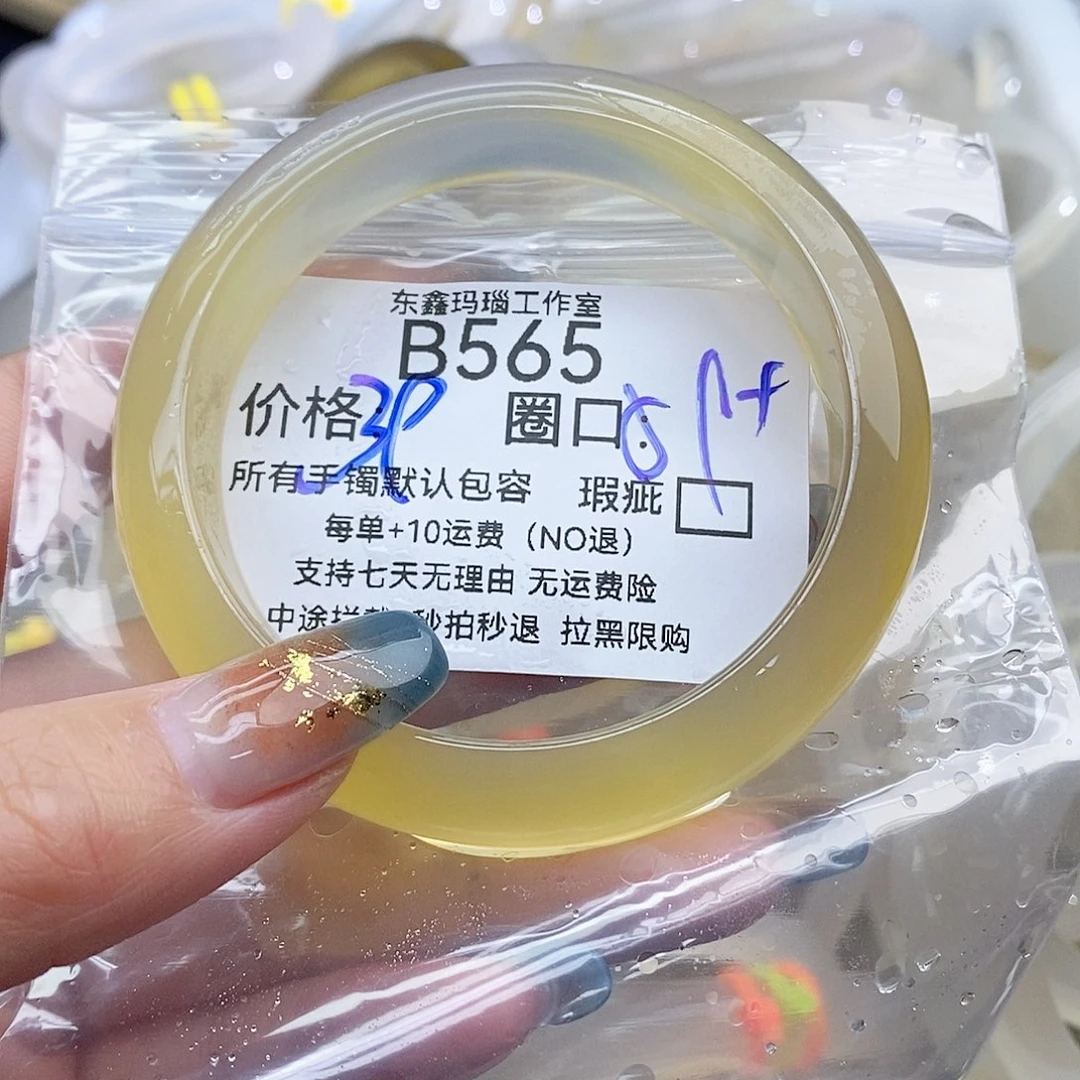 东鑫玛瑙工作室
B565
价格: 圈口:
所有手镯默认包容 瑕疵
每单+10运费（NO退）
支持七天无理由 无运费险
中途拦截 秒拍秒退 拉黑限购